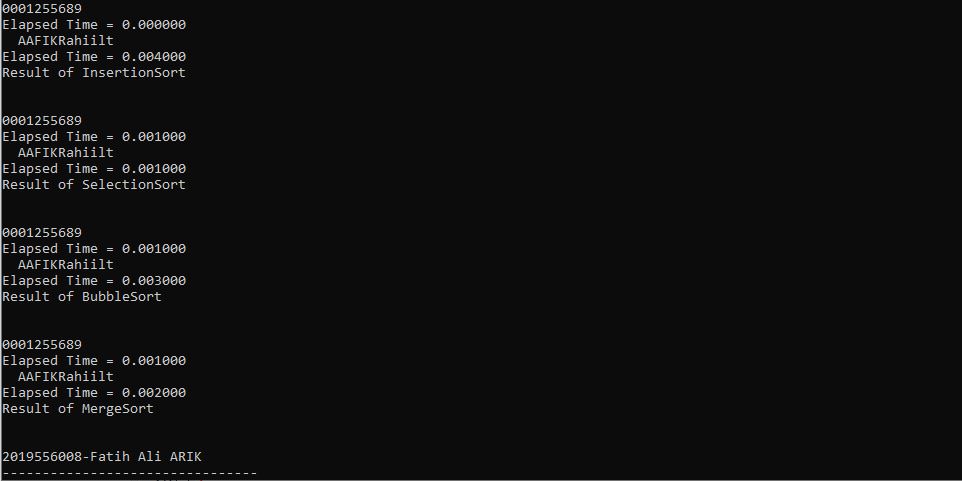 0001255689
Elapsed Time = 0.000000
  AAFIKRahiilt
Elapsed Time = 0.004000
Result of InsertionSort
0001255689
Elapsed Time = 0.001000
  AAFIKRahiilt
Elapsed Time = 0.001000
Result of SelectionSort
0001255689
Elapsed Time = 0.001000
  AAFIKRahiilt
Elapsed Time = 0.003000
Result of BubbleSort
0001255689
Elapsed Time = 0.001000
  AAFIKRahiilt
Elapsed Time = 0.002000
Result of MergeSort
2019556008-Fatih Ali ARIK
--------------------------------